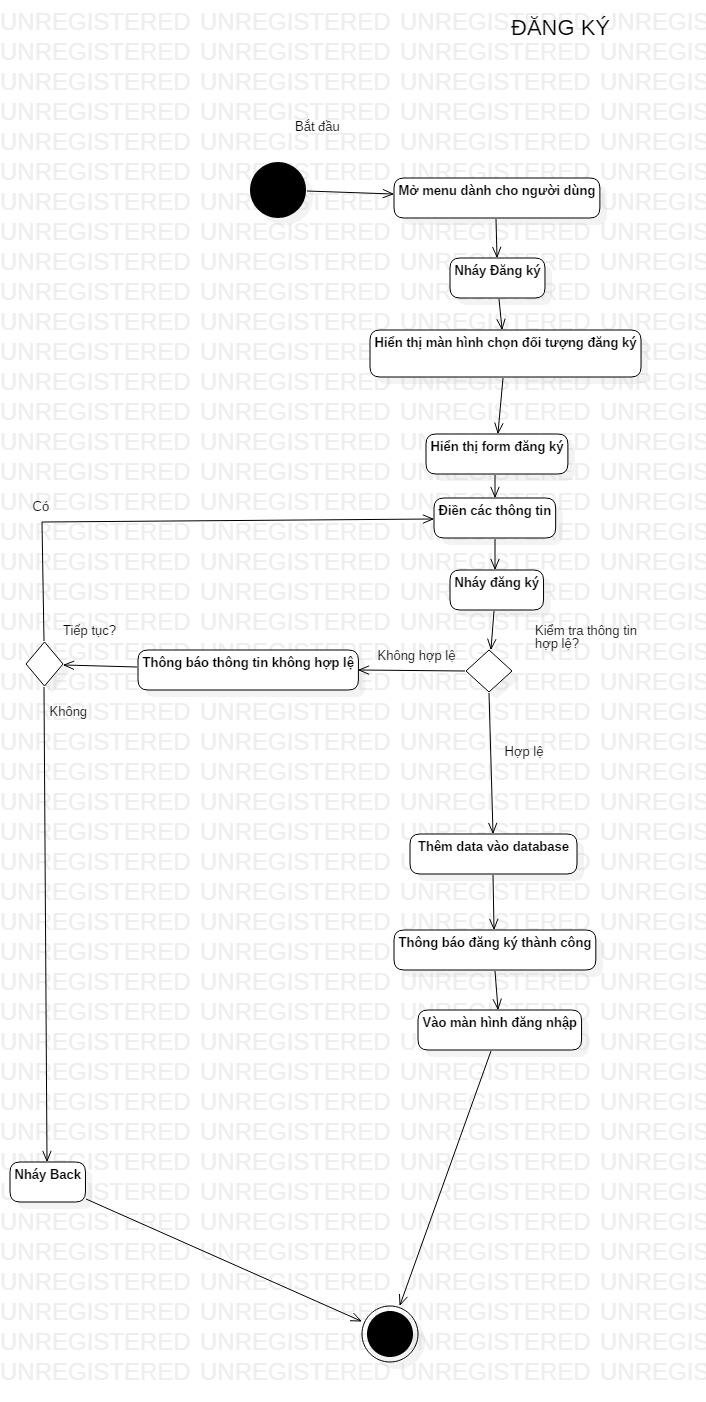 ĐĂNG KÝ
Bắt đầu
Mở menu dành cho người dùng
Nháy Đăng ký
Hiển thị màn hình chọn đối tượng đăng ký
Hiển thị form đăng ký
Có
Điền các thông tin
Nháy đăng ký
Tiếp tục?
Kiểm tra thông tin
hợp lệ?
Thông báo thông tin không hợp lệ
Không hợp lệ
Không
Hợp lệ
Thêm data vào database
Thông báo đăng ký thành công
Vào màn hình đăng nhập
Nháy Back
UNREGISTERED